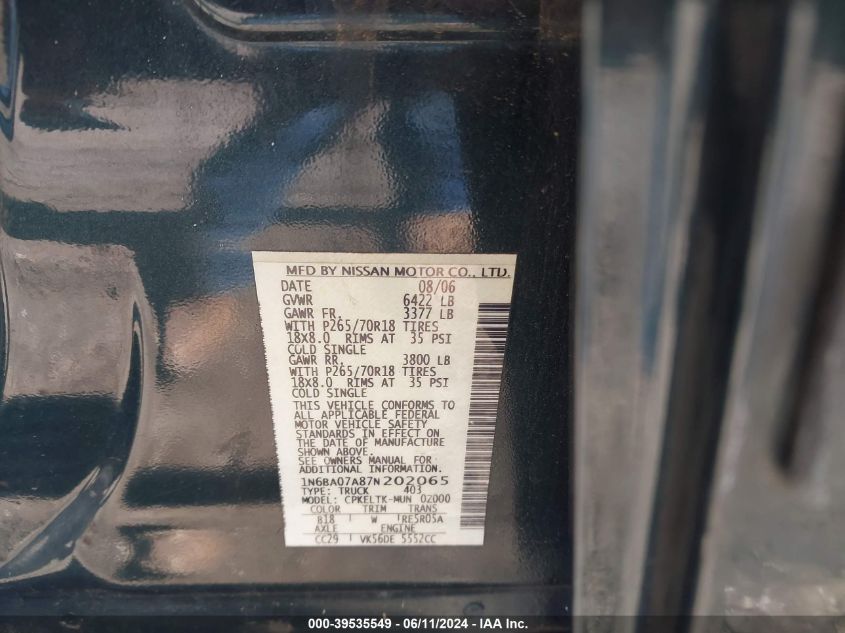 MFD BY NISSAN MOTOR CO., LTD.
DATE 08/06
GVWR 6422 LB
GAWR FR. 3377 LB
WITH P265/70R18 TIRES
18X8.0 RIMS AT 35 PSI
COLD SINGLE
GAWR RR. 3800 LB
WITH P265/70R18 TIRES
18X8.0 RIMS AT 35 PSI
COLD SINGLE
THIS VEHICLE CONFORMS TO
ALL APPLICABLE FEDERAL
MOTOR VEHICLE SAFETY
STANDARDS IN EFFECT ON
THE DATE OF MANUFACTURE
SHOWN ABOVE.
SEE OWNERS MANUAL FOR
1N6BA07A87N202065
TYPE: TRUCK 403
MODEL: CPKELTK-MUN 02000
COLOR TRIM TRANS
B18 W RE5R05A
AXLE ENGINE
CC29 VK56DE 5552CC
000-39535549 - 06/11/2024 - IAA Inc.